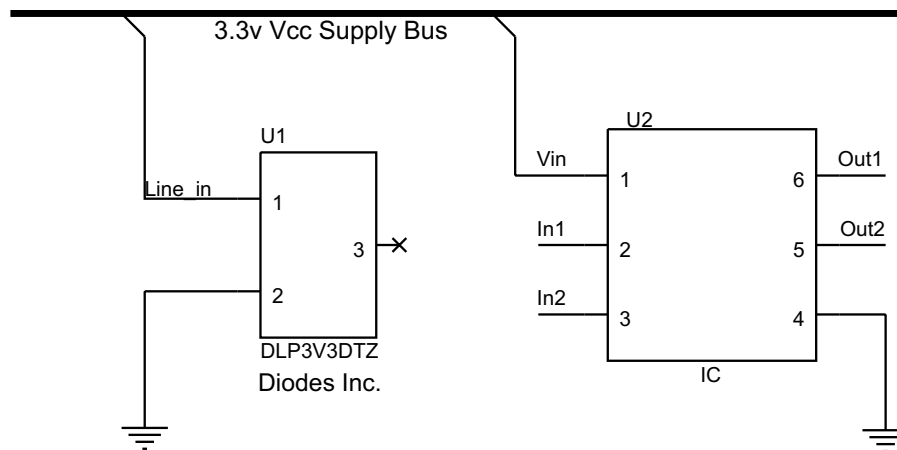 3.3v Vcc Supply Bus
U1
Line_in
1
3
2
DLP3V3DTZ
Diodes Inc.
U2
Vin
1
6
Out1
In1
2
5
Out2
In2
3
4
IC